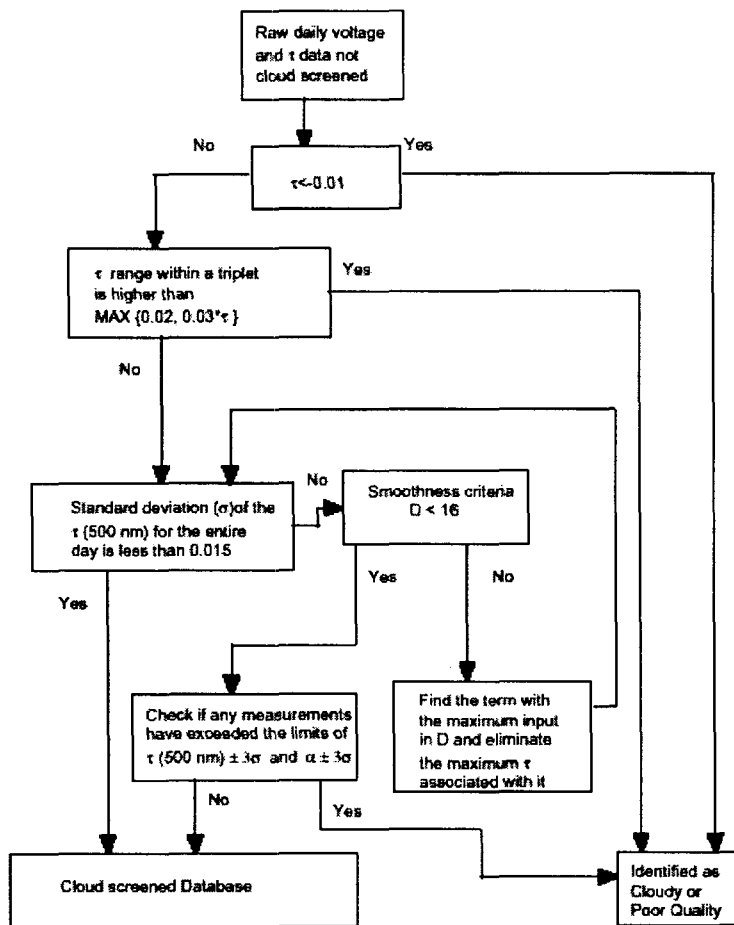 Raw daily voltage
and τ data not
cloud screened
No
Yes
τ<-0.01
τ range within a triplet
is higher than
MAX {0.02, 0.03*τ }
Yes
No
Standard deviation (σ)of the
τ (500 nm) for the entire
day is less than 0.015
No
Smoothness criteria
D < 16
Yes
Yes
No
Check if any measurements
have exceeded the limits of
τ (500 nm) ± 3σ and α ± 3σ
Find the term with
the maximum input
in D and eliminate
the maximum τ
associated with it
No
Yes
Cloud screened Database
Identified as
Cloudy or
Poor Quality